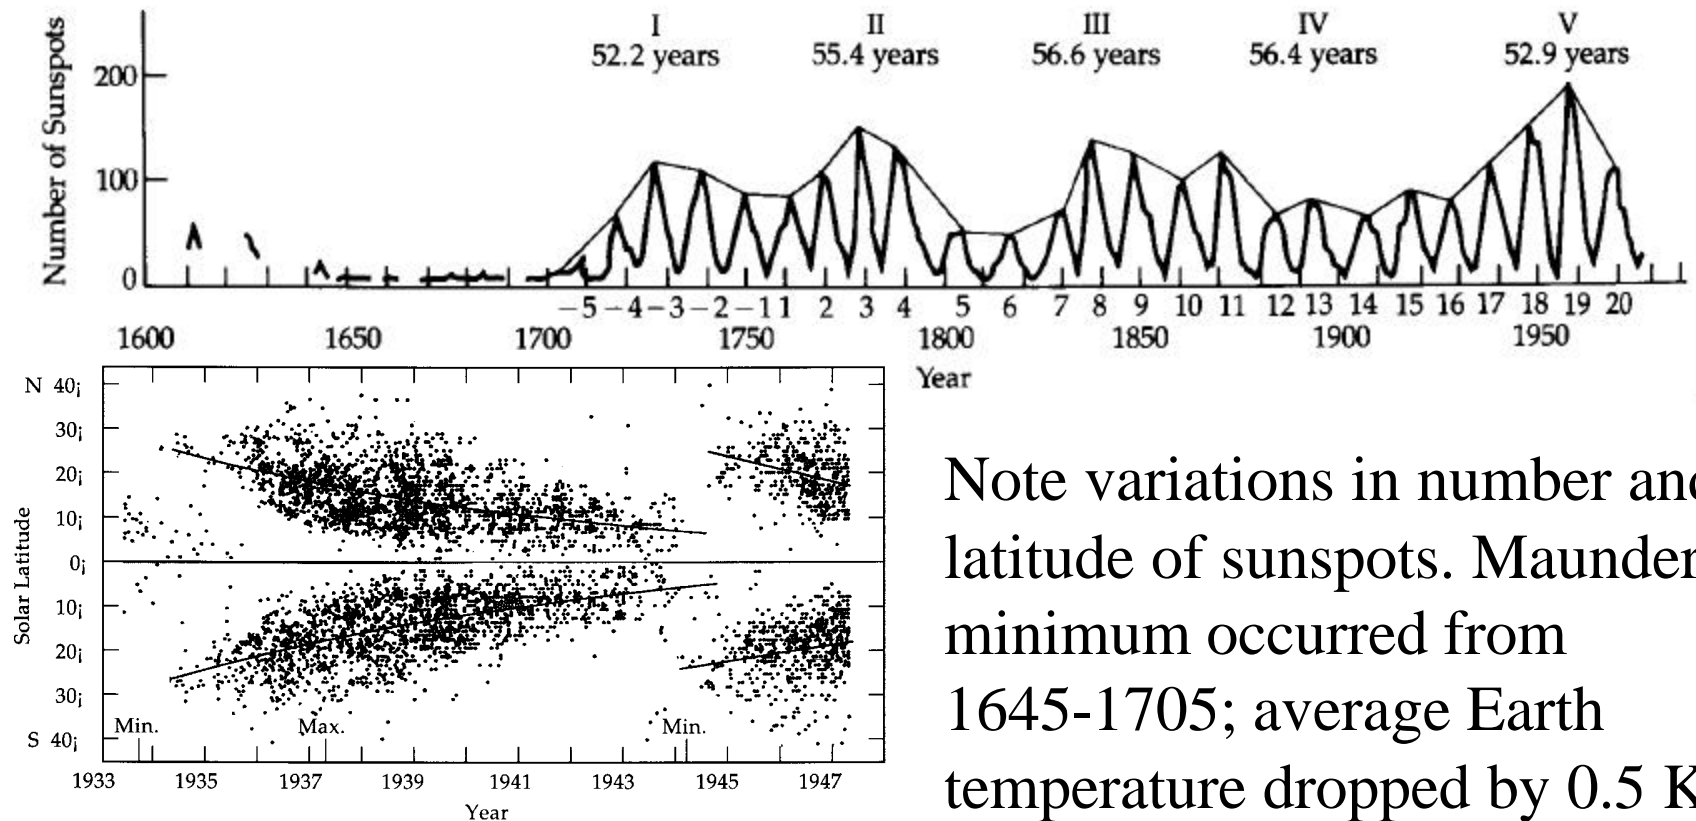 I II III IV V
52.2 years 55.4 years 56.6 years 56.4 years 52.9 years
Number of Sunspots
200
100
0
−5 −4 −3 −2 −1 1 2 3 4 5 6 7 8 9 10 11 12 13 14 15 16 17 18 19 20
1600 1650 1700 1750 1800 1850 1900 1950
Year
Solar Latitude
N 40¡
30¡
20¡
10¡
0¡
10¡
20¡
30¡
S 40¡
Min. Max. Min.
1933 1935 1937 1939 1941 1943 1945 1947
Year
Note variations in number and
latitude of sunspots. Maunder
minimum occurred from
1645-1705; average Earth
temperature dropped by 0.5 K